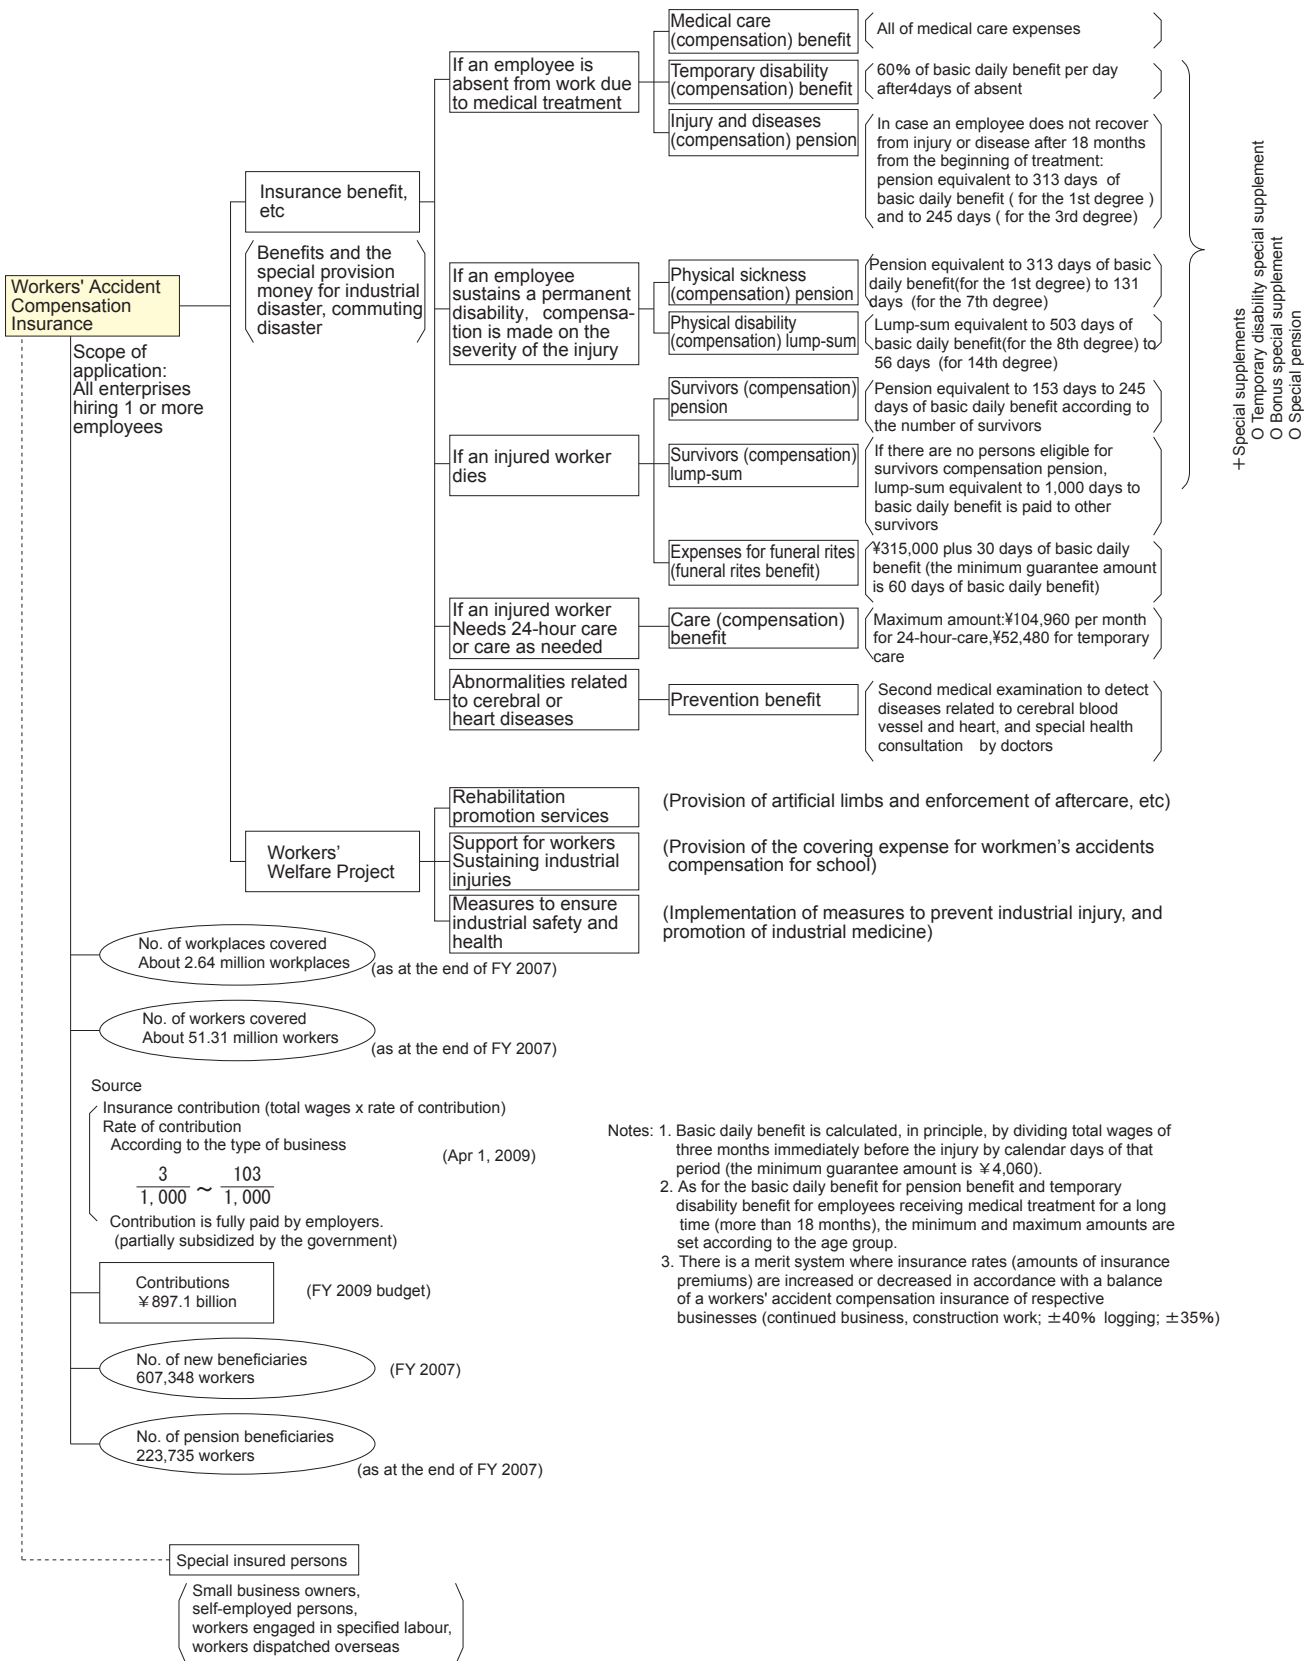 Workers' Accident
Compensation
Insurance
Scope of
application:
All enterprises
hiring 1 or more
employees
Insurance benefit,
etc
Benefits and the
special provision
money for industrial
disaster, commuting
disaster
If an employee is
absent from work due
to medical treatment
Medical care
(compensation) benefit
All of medical care expenses
Temporary disability
(compensation) benefit
60% of basic daily benefit per day
after4days of absent
Injury and diseases
(compensation) pension
In case an employee does not recover
from injury or disease after 18 months
from the beginning of treatment:
pension equivalent to 313 days of
basic daily benefit ( for the 1st degree )
and to 245 days ( for the 3rd degree)
If an employee
sustains a permanent
disability, compensa-
tion is made on the
severity of the injury
Physical sickness
(compensation) pension
Pension equivalent to 313 days of basic
daily benefit(for the 1st degree) to 131
days (for the 7th degree)
Physical disability
(compensation) lump-sum
Lump-sum equivalent to 503 days of
basic daily benefit(for the 8th degree) to
56 days (for 14th degree)
If an injured worker
dies
Survivors (compensation)
pension
Pension equivalent to 153 days to 245
days of basic daily benefit according to
the number of survivors
Survivors (compensation)
lump-sum
If there are no persons eligible for
survivors compensation pension,
lump-sum equivalent to 1,000 days to
basic daily benefit is paid to other
survivors
Expenses for funeral rites
(funeral rites benefit)
¥315,000 plus 30 days of basic daily
benefit (the minimum guarantee amount
is 60 days of basic daily benefit)
If an injured worker
Needs 24-hour care
or care as needed
Care (compensation)
benefit
Maximum amount:¥104,960 per month
for 24-hour-care,¥52,480 for temporary
care
Abnormalities related
to cerebral or
heart diseases
Prevention benefit
Second medical examination to detect
diseases related to cerebral blood
vessel and heart, and special health
consultation by doctors
+Special supplements
O Temporary disability special supplement
O Bonus special supplement
O Special pension
Workers'
Welfare Project
Rehabilitation
promotion services
(Provision of artificial limbs and enforcement of aftercare, etc)
Support for workers
Sustaining industrial
injuries
(Provision of the covering expense for workmen's accidents
compensation for school)
Measures to ensure
industrial safety and
health
(Implementation of measures to prevent industrial injury, and
promotion of industrial medicine)
No. of workplaces covered
About 2.64 million workplaces
(as at the end of FY 2007)
No. of workers covered
About 51.31 million workers
(as at the end of FY 2007)
Source
Insurance contribution (total wages x rate of contribution)
Rate of contribution
According to the type of business
(Apr 1, 2009)
3/1,000 ~ 103/1,000
Contribution is fully paid by employers.
(partially subsidized by the government)
Contributions
¥897.1 billion
(FY 2009 budget)
No. of new beneficiaries
607,348 workers
(FY 2007)
No. of pension beneficiaries
223,735 workers
(as at the end of FY 2007)
Notes: 1. Basic daily benefit is calculated, in principle, by dividing total wages of
three months immediately before the injury by calendar days of that
period (the minimum guarantee amount is ¥4,060).
2. As for the basic daily benefit for pension benefit and temporary
disability benefit for employees receiving medical treatment for a long
time (more than 18 months), the minimum and maximum amounts are
set according to the age group.
3. There is a merit system where insurance rates (amounts of insurance
premiums) are increased or decreased in accordance with a balance
of a workers' accident compensation insurance of respective
businesses (continued business, construction work; ±40% logging; ±35%)
Special insured persons
Small business owners,
self-employed persons,
workers engaged in specified labour,
workers dispatched overseas